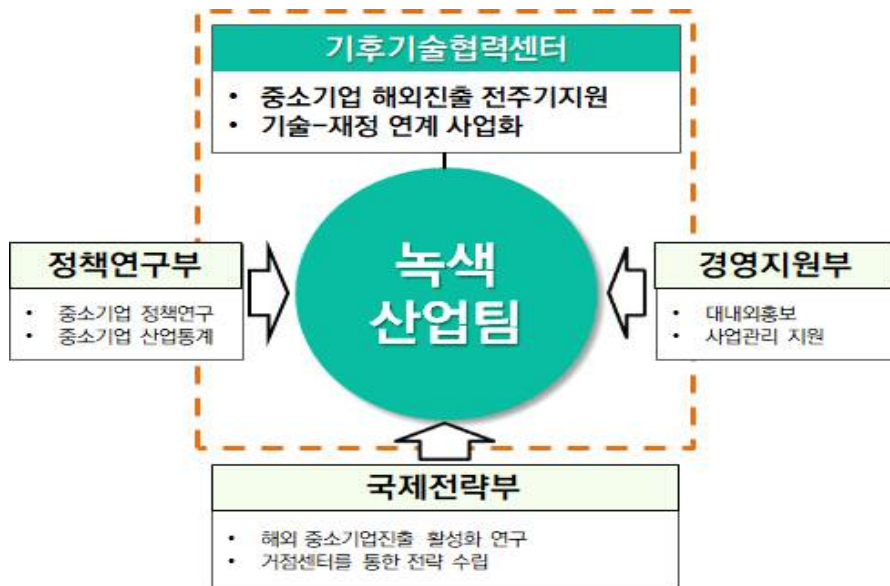 기후기술협력센터
• 중소기업 해외진출 전주기지원
• 기술-재정 연계 사업화
녹색
산업팀
정책연구부
• 중소기업 정책연구
• 중소기업 산업통계
경영지원부
• 대내외홍보
• 사업관리 지원
국제전략부
• 해외 중소기업진출 활성화 연구
• 거점센터를 통한 전략 수립